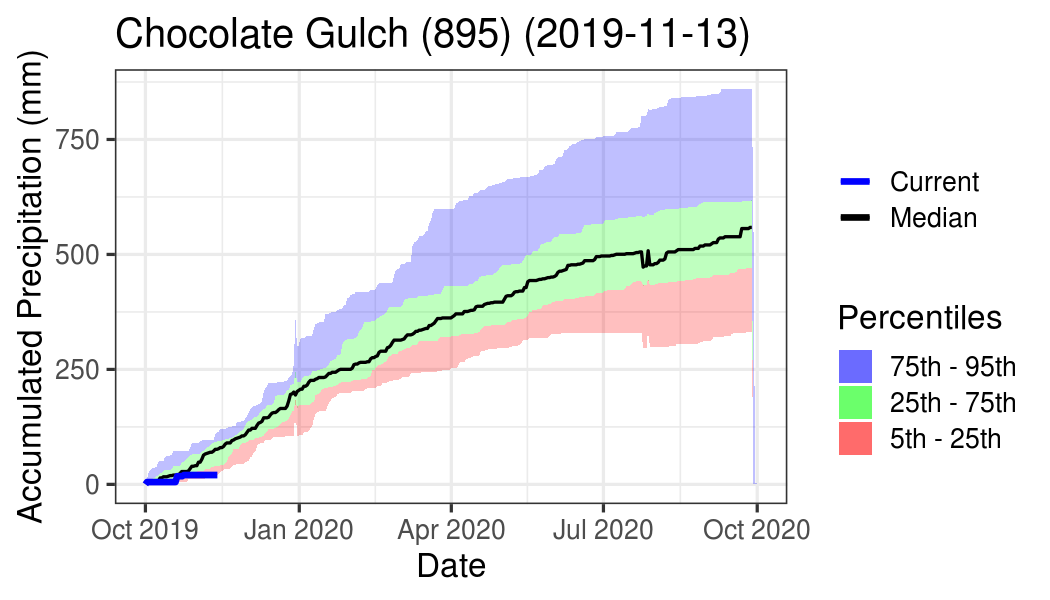 Chocolate Gulch (895) (2019-11-13)
Accumulated Precipitation (mm)
750
500
250
0
Oct 2019
Jan 2020
Apr 2020
Jul 2020
Oct 2020
Date
Current
Median
Percentiles
75th - 95th
25th - 75th
5th - 25th